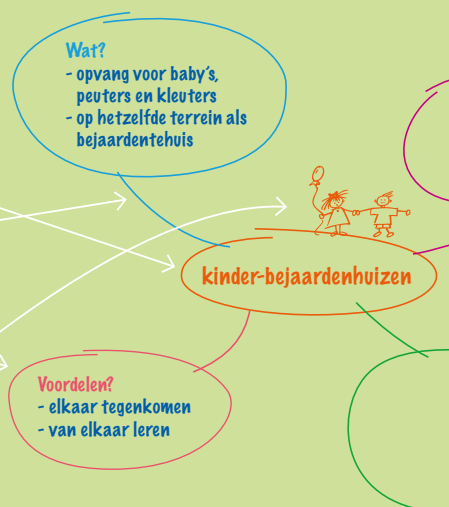 Wat?
- opvang voor baby's,
peuters en kleuters
- op hetzelfde terrein als
bejaardentehuis
kinder-bejaardenhuizen
Voordelen?
- elkaar tegenkomen
- van elkaar leren